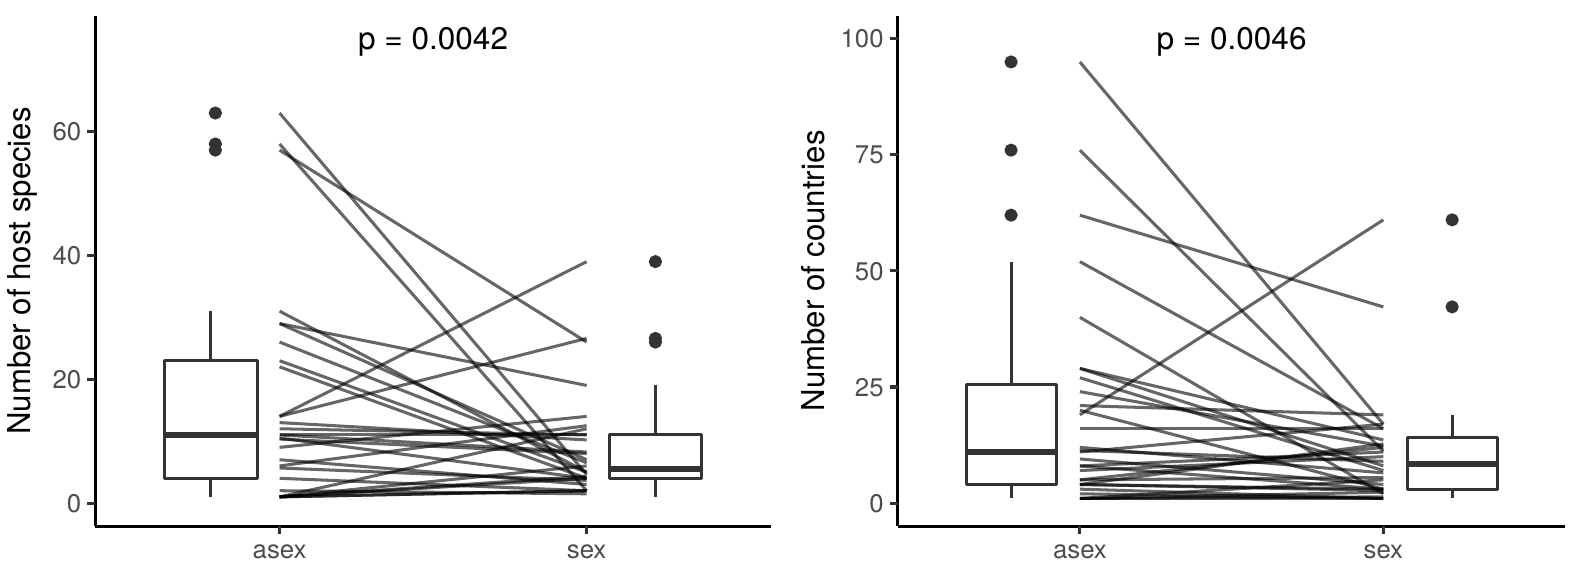 p = 0.0042
Number of host species
60
40
20
0
asex
sex
p = 0.0046
Number of countries
100
75
50
25
0
asex
sex